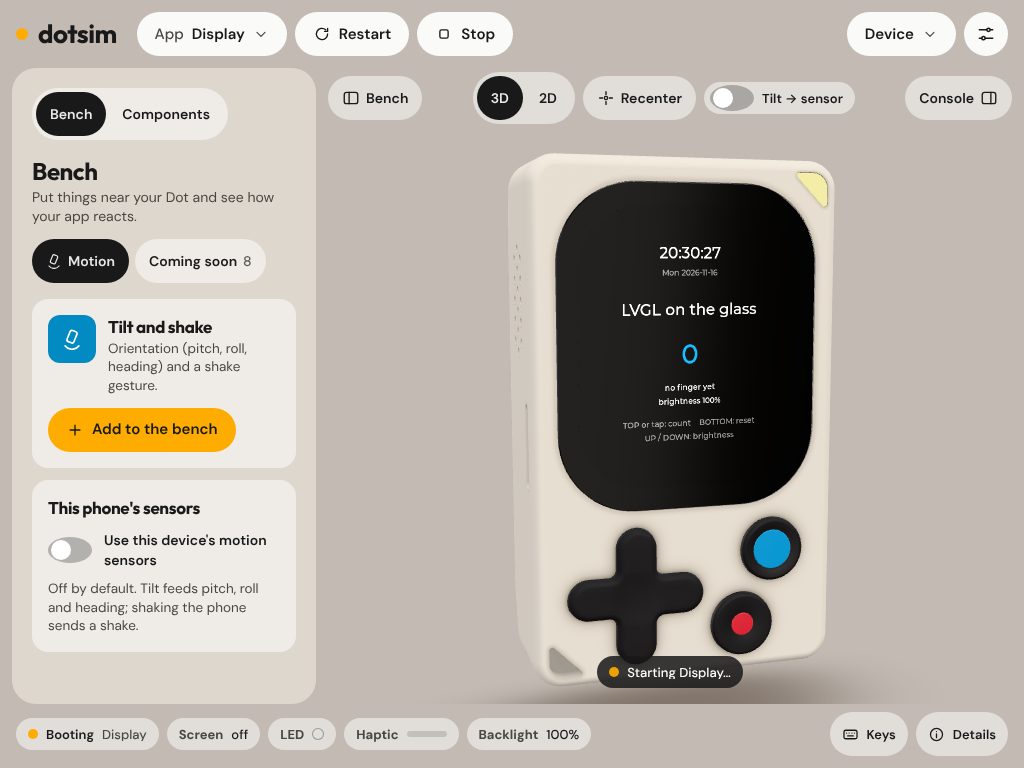 dotsim
App Display
Restart
Stop
Device
Bench
Components
Bench
Put things near your Dot and see how
your app reacts.
Motion
Coming soon 8
Tilt and shake
Orientation (pitch, roll,
heading) and a shake
gesture.
+ Add to the bench
This phone's sensors
Use this device's motion
sensors
Off by default. Tilt feeds pitch, roll
and heading; shaking the phone
sends a shake.
Bench
3D
2D
Recenter
Tilt → sensor
Console
20:30:27
Mon 2026-11-16
LVGL on the glass
0
no finger yet
brightness 100%
TOP or tap: count BOTTOM: reset
UP / DOWN: brightness
Starting Display...
Booting Display
Screen off
LED
Haptic
Backlight 100%
Keys
Details